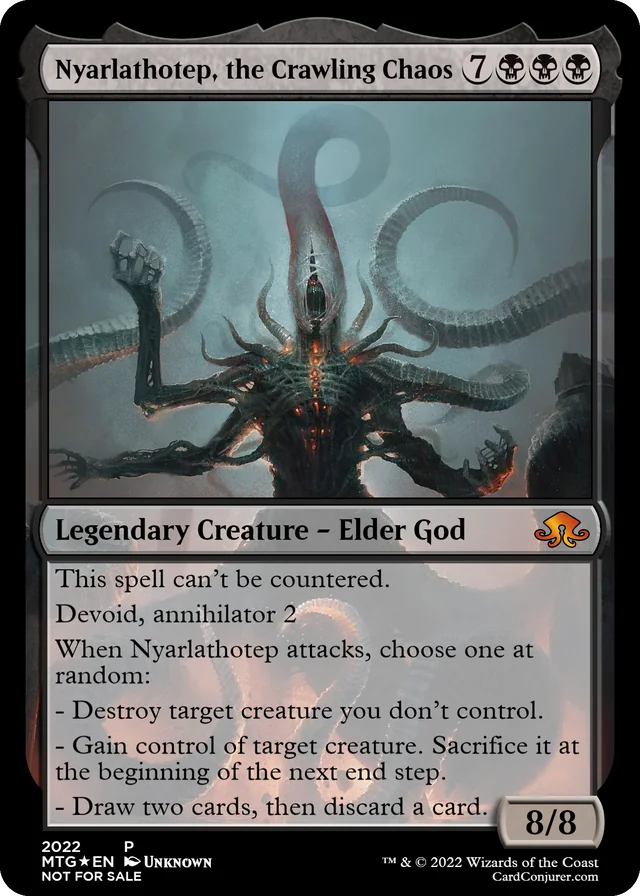 Nyarlathotep, the Crawling Chaos 7
Legendary Creature – Elder God
This spell can't be countered.
Devoid, annihilator 2
When Nyarlathotep attacks, choose one at
random:
- Destroy target creature you don't control.
- Gain control of target creature. Sacrifice it at
the beginning of the next end step.
- Draw two cards, then discard a card.
8/8
2022 P
MTG★EN Unknown
NOT FOR SALE
™ & © 2022 Wizards of the Coast
CardConjurer.com